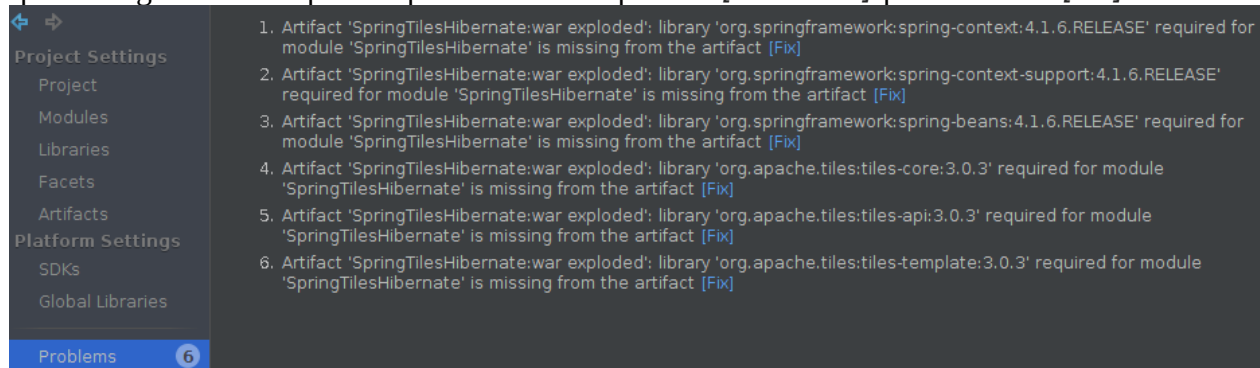 Project Settings
Project
Modules
Libraries
Facets
Artifacts
Platform Settings
SDKs
Global Libraries
Problems 6
1. Artifact 'SpringTilesHibernate:war exploded': library 'org.springframework:spring-context:4.1.6.RELEASE' required for
module 'SpringTilesHibernate' is missing from the artifact [Fix]
2. Artifact 'SpringTilesHibernate:war exploded': library 'org.springframework:spring-context-support:4.1.6.RELEASE'
required for module 'SpringTilesHibernate' is missing from the artifact [Fix]
3. Artifact 'SpringTilesHibernate:war exploded': library 'org.springframework:spring-beans:4.1.6.RELEASE' required for
module 'SpringTilesHibernate' is missing from the artifact [Fix]
4. Artifact 'SpringTilesHibernate:war exploded': library 'org.apache.tiles:tiles-core:3.0.3' required for module
'SpringTilesHibernate' is missing from the artifact [Fix]
5. Artifact 'SpringTilesHibernate:war exploded': library 'org.apache.tiles:tiles-api:3.0.3' required for module
'SpringTilesHibernate' is missing from the artifact [Fix]
6. Artifact 'SpringTilesHibernate:war exploded': library 'org.apache.tiles:tiles-template:3.0.3' required for module
'SpringTilesHibernate' is missing from the artifact [Fix]